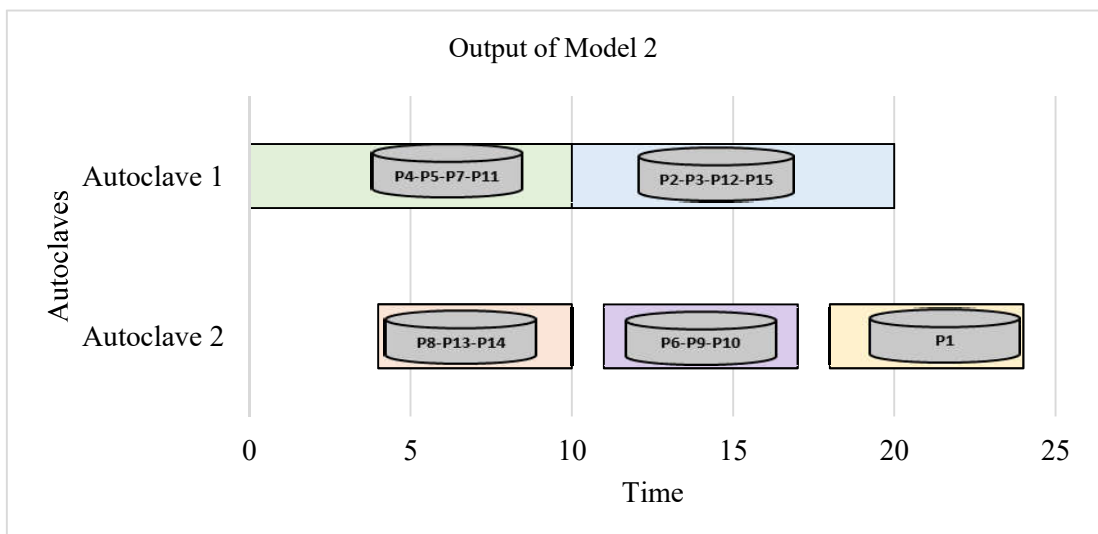 Output of Model 2
Autoclaves
Autoclave 1
P4-P5-P7-P11
P2-P3-P12-P15
Autoclave 2
P8-P13-P14
P6-P9-P10
P1
0 5 10 15 20 25
Time